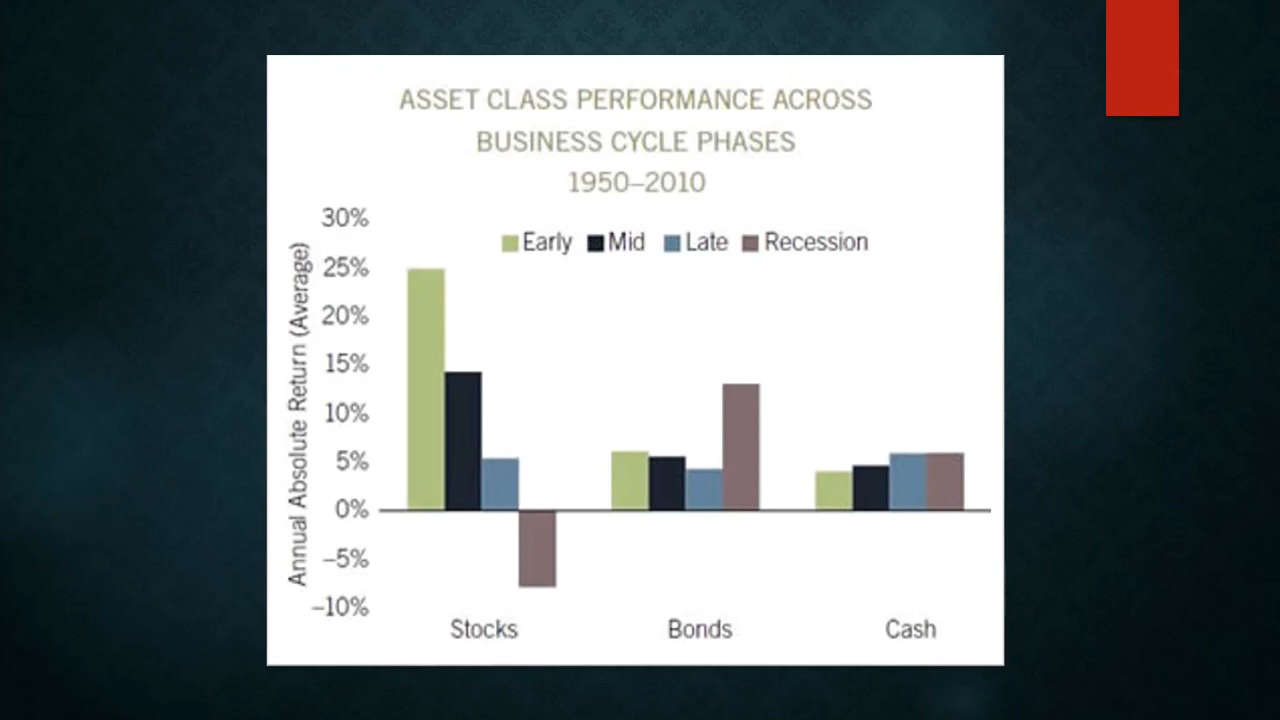 ASSET CLASS PERFORMANCE ACROSS
BUSINESS CYCLE PHASES
1950–2010
Early Mid Late Recession
Annual Absolute Return (Average)
30%
25%
20%
15%
10%
5%
0%
–5%
–10%
Stocks Bonds Cash